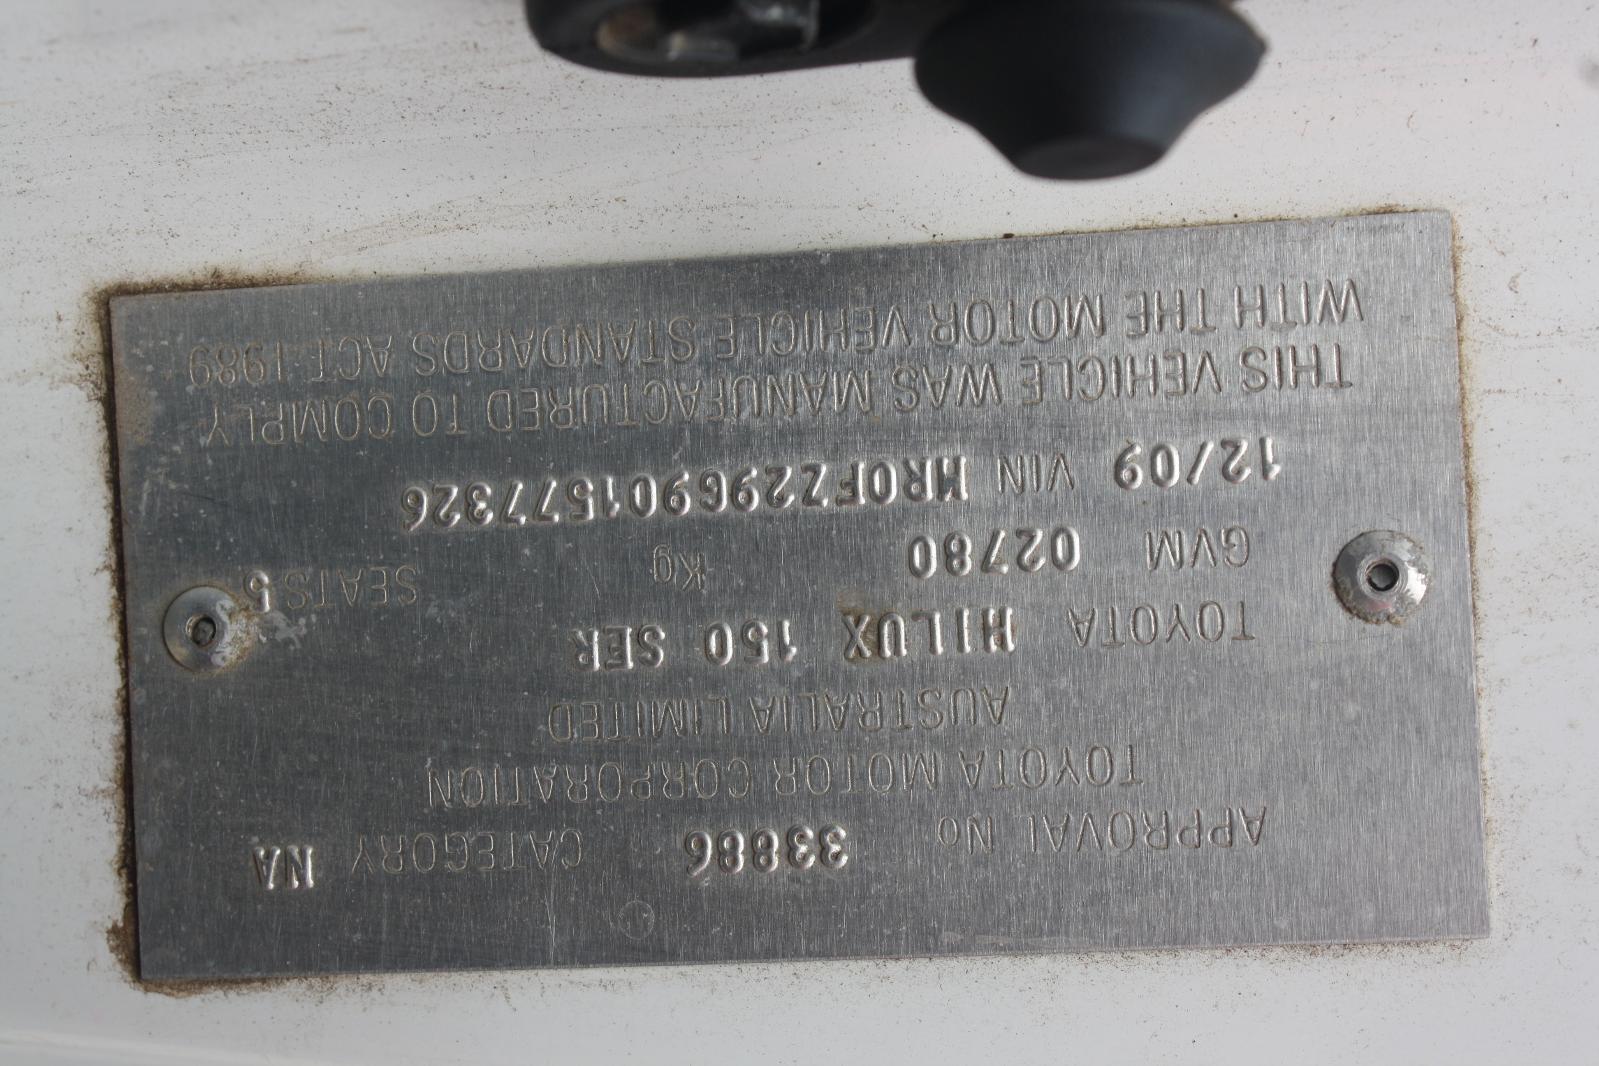 APPROVAL No 33886 CATEGORY NA
TOYOTA MOTOR CORPORATION
AUSTRALIA LIMITED
TOYOTA HILUX 150 SER
GVM 02780 Kg SEATS 5
12/09 VIN MR0FZ29G901577326
THIS VEHICLE WAS MANUFACTURED TO COMPLY
WITH THE MOTOR VEHICLE STANDARDS ACT 1989